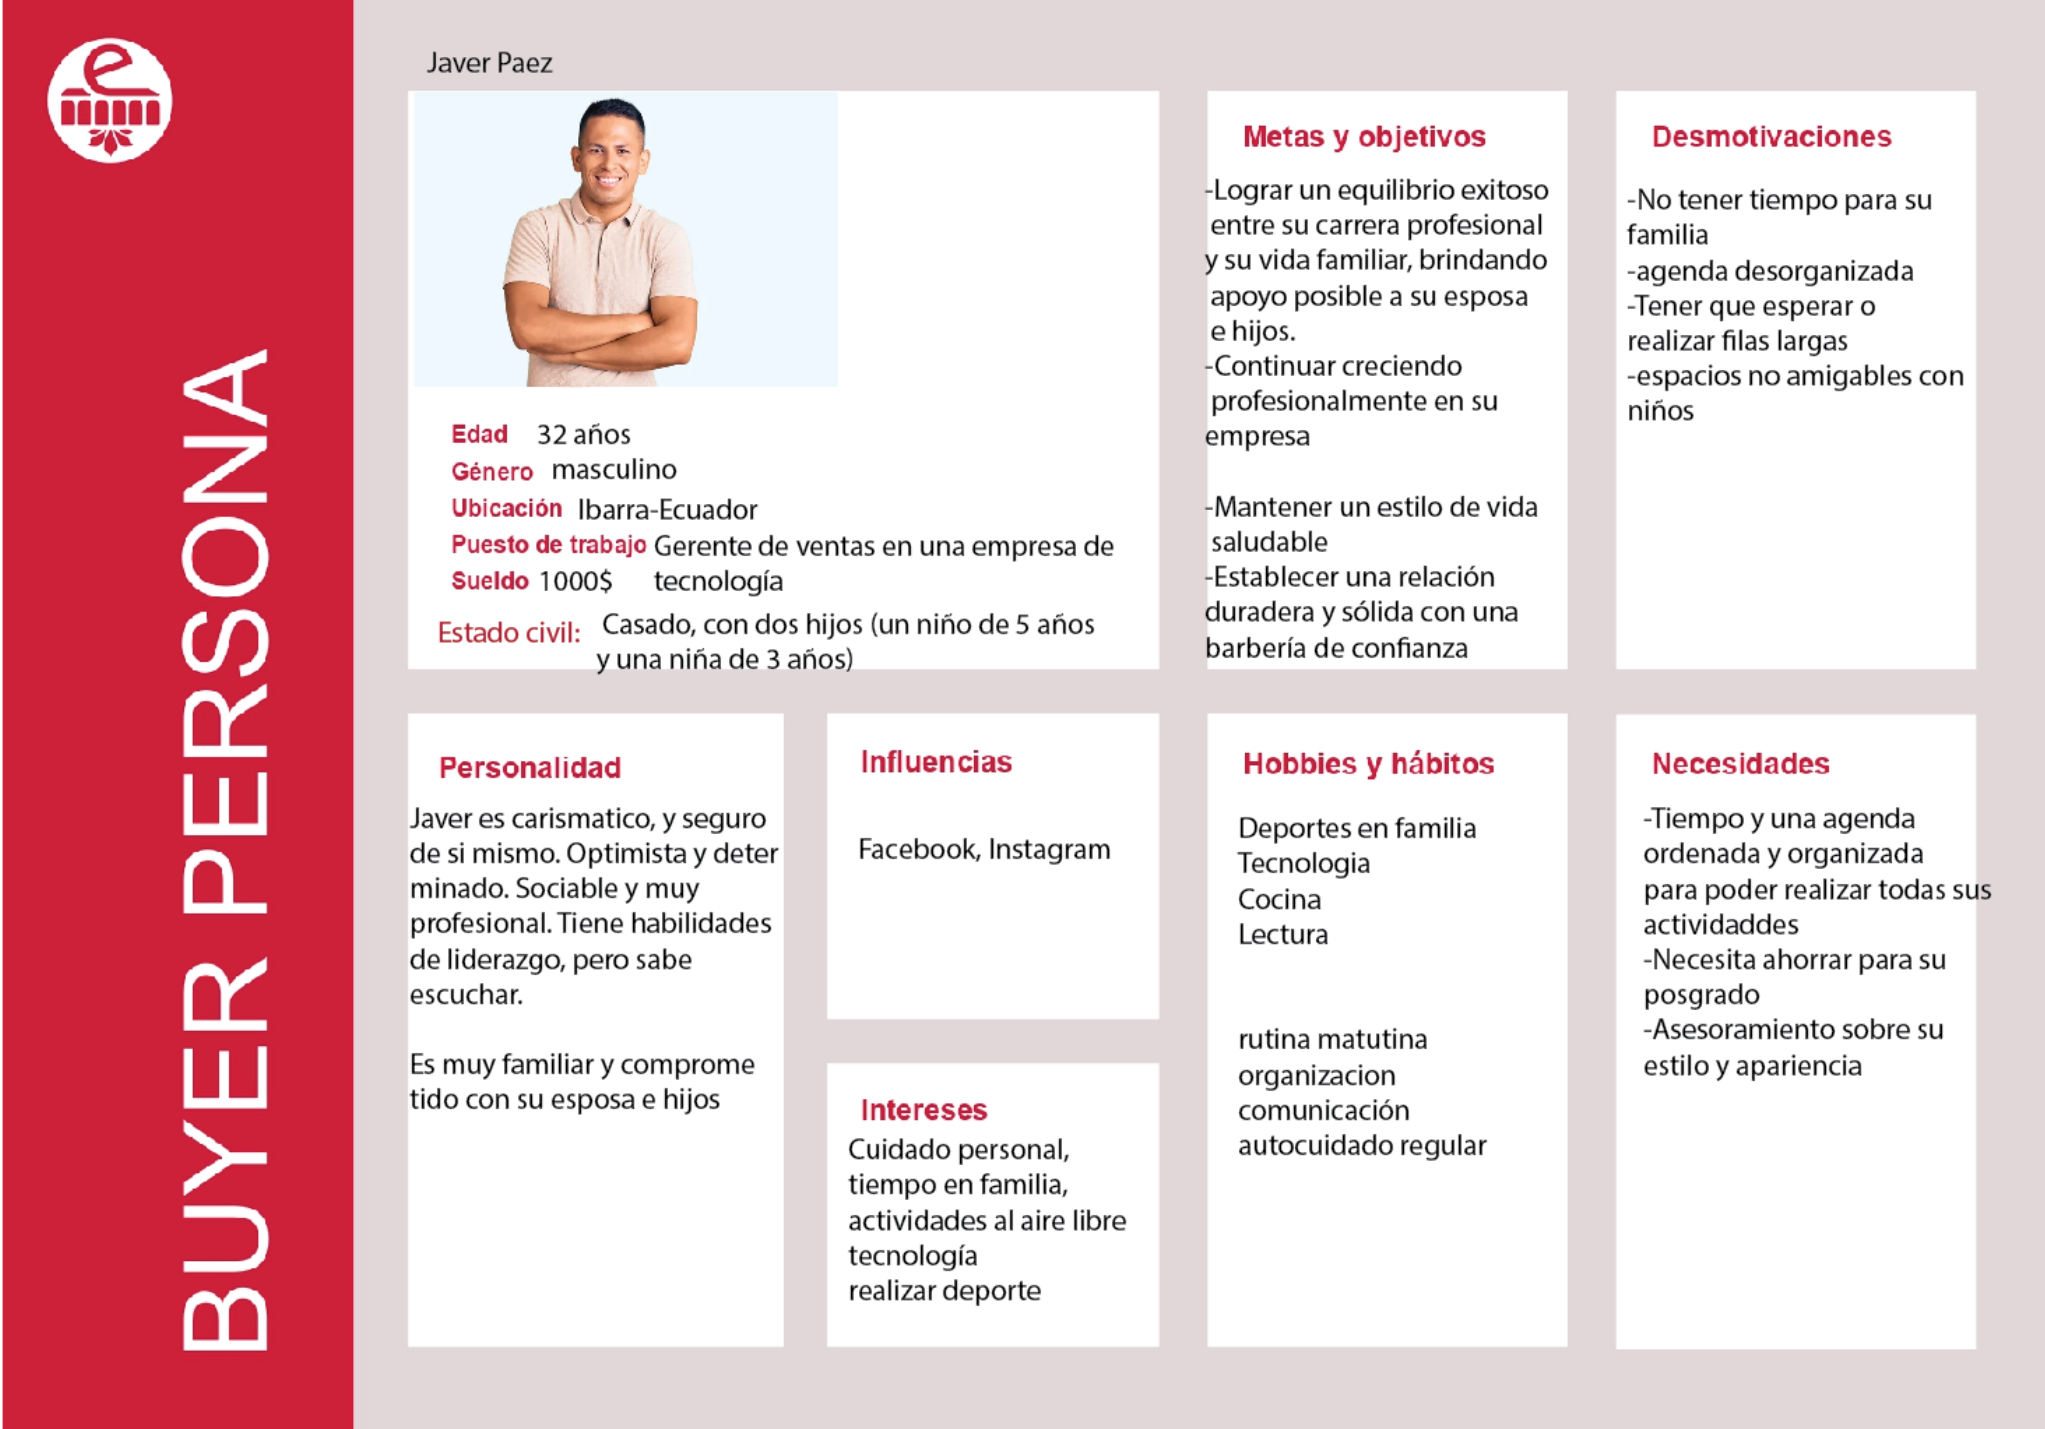 BUYER PERSONA
Javer Paez
Edad 32 años
Género masculino
Ubicación Ibarra-Ecuador
Puesto de trabajo Gerente de ventas en una empresa de
Sueldo 1000$ tecnología
Estado civil: Casado, con dos hijos (un niño de 5 años
y una niña de 3 años)
Metas y objetivos
-Lograr un equilibrio exitoso
entre su carrera profesional
y su vida familiar, brindando
apoyo posible a su esposa
e hijos.
-Continuar creciendo
profesionalmente en su
empresa
-Mantener un estilo de vida
saludable
-Establecer una relación
duradera y sólida con una
barbería de confianza
Desmotivaciones
-No tener tiempo para su
familia
-agenda desorganizada
-Tener que esperar o
realizar filas largas
-espacios no amigables con
niños
Personalidad
Javer es carismatico, y seguro
de si mismo. Optimista y deter
minado. Sociable y muy
profesional. Tiene habilidades
de liderazgo, pero sabe
escuchar.
Es muy familiar y comprome
tido con su esposa e hijos
Influencias
Facebook, Instagram
Intereses
Cuidado personal,
tiempo en familia,
actividades al aire libre
tecnología
realizar deporte
Hobbies y hábitos
Deportes en familia
Tecnologia
Cocina
Lectura
rutina matutina
organizacion
comunicación
autocuidado regular
Necesidades
-Tiempo y una agenda
ordenada y organizada
para poder realizar todas sus
actividaddes
-Necesita ahorrar para su
posgrado
-Asesoramiento sobre su
estilo y apariencia